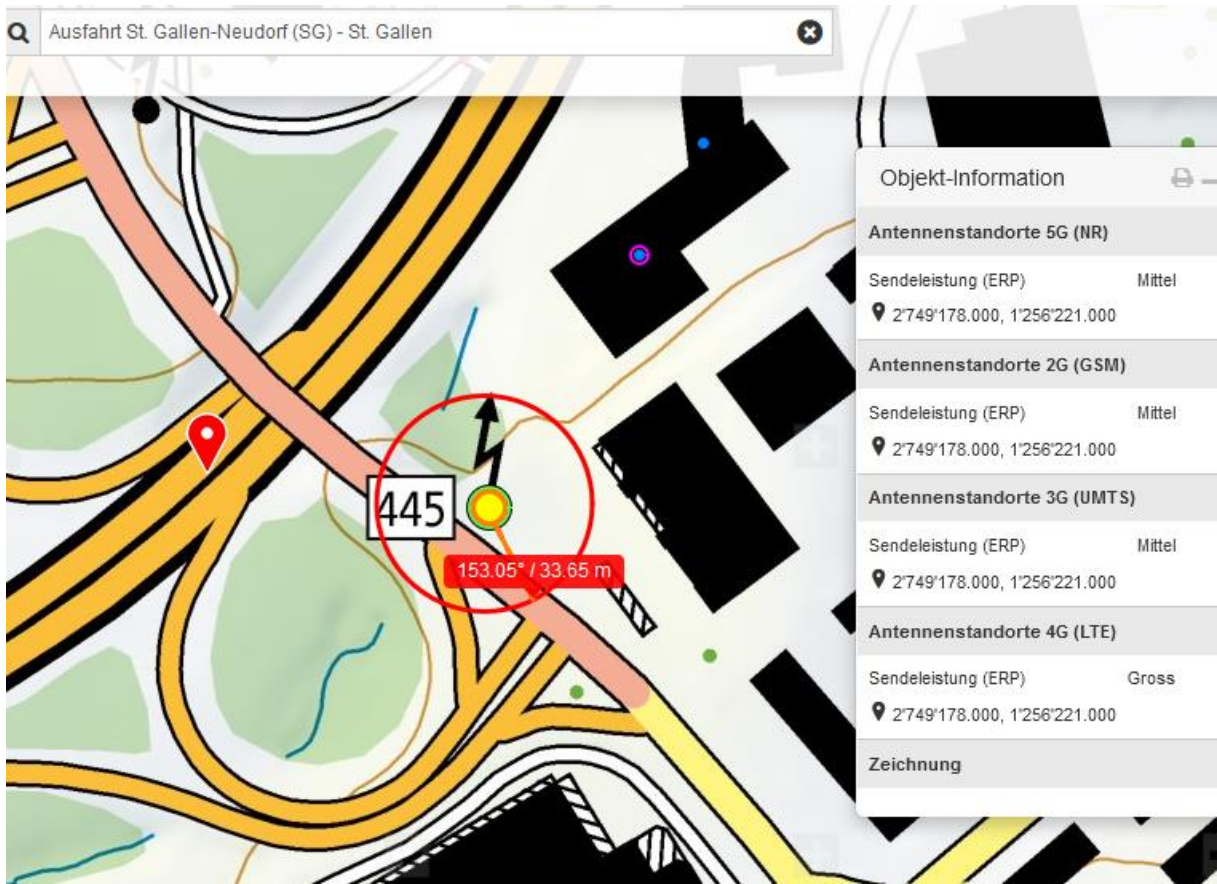 Ausfahrt St. Gallen-Neudorf (SG) - St. Gallen
Objekt-Information
Antennenstandorte 5G (NR)
Sendeleistung (ERP) Mittel
2'749'178.000, 1'256'221.000
Antennenstandorte 2G (GSM)
Sendeleistung (ERP) Mittel
2'749'178.000, 1'256'221.000
Antennenstandorte 3G (UMTS)
Sendeleistung (ERP) Mittel
2'749'178.000, 1'256'221.000
Antennenstandorte 4G (LTE)
Sendeleistung (ERP) Gross
2'749'178.000, 1'256'221.000
Zeichnung
445
153.05° / 33.65 m